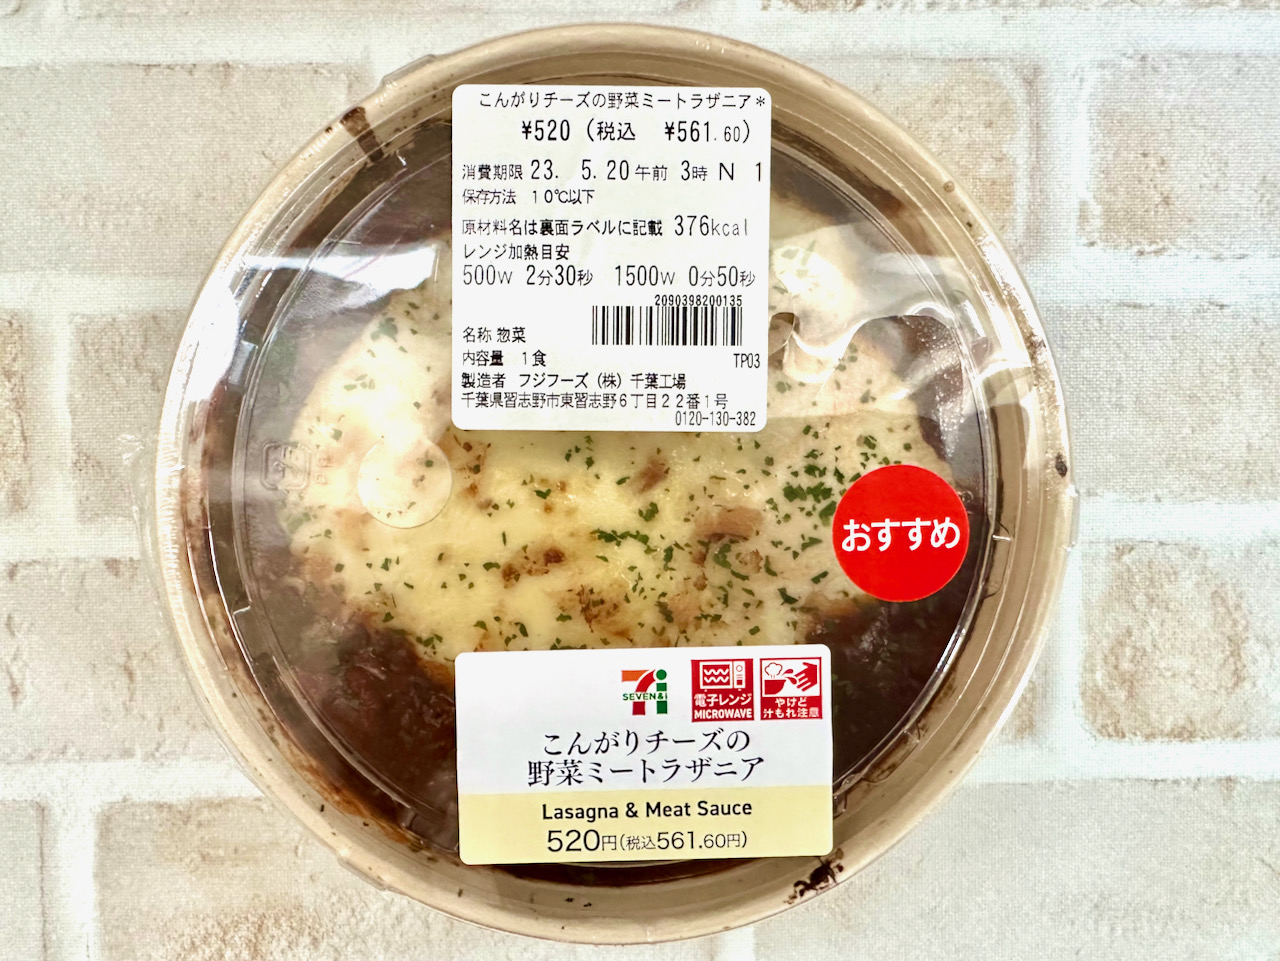 こんがりチーズの野菜ミートラザニア*
¥520(税込 ¥561.60)
消費期限 23. 5.20午前 3時 N 1
保存方法 10℃以下
原材料名は裏面ラベルに記載 376kcal
レンジ加熱目安
500W 2分30秒 1500W 0分50秒
2090398200135
名称 惣菜
内容量 1食 TP03
製造者 フジフーズ(株)千葉工場
千葉県習志野市東習志野6丁目22番1号
0120-130-382
おすすめ
SEVEN&i
電子レンジ
MICROWAVE
やけど
汁もれ注意
こんがりチーズの
野菜ミートラザニア
Lasagna & Meat Sauce
520円(税込561.60円)